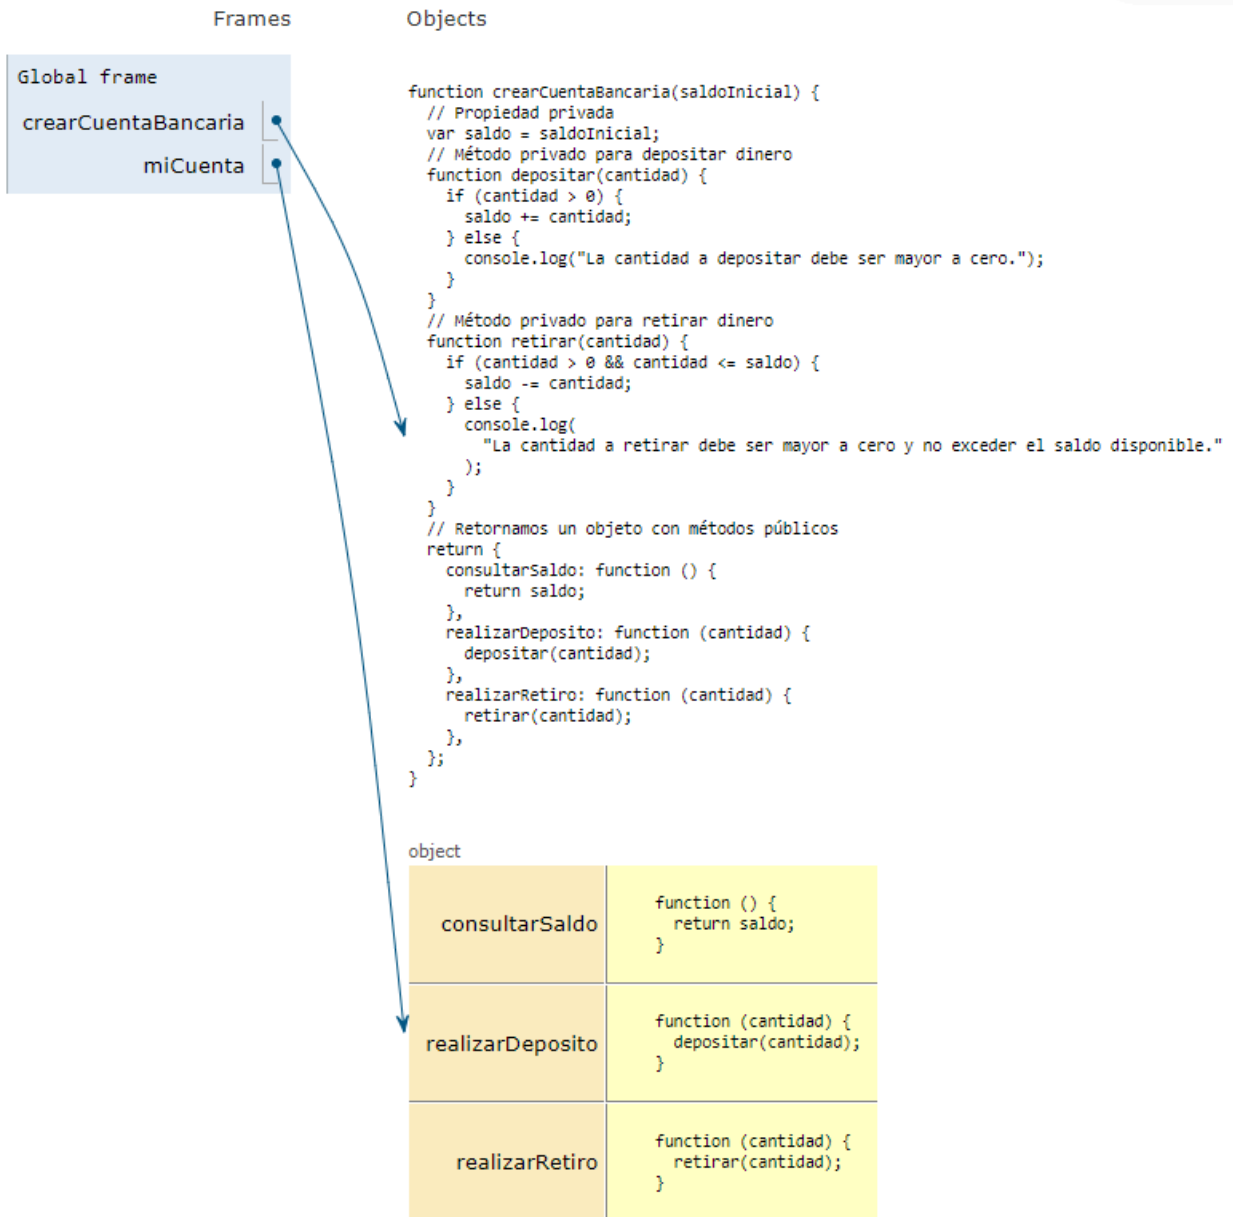 Frames
Objects
Global frame
crearCuentaBancaria
miCuenta
function crearCuentaBancaria(saldoInicial) {
  // Propiedad privada
  var saldo = saldoInicial;
  // Método privado para depositar dinero
  function depositar(cantidad) {
    if (cantidad > 0) {
      saldo += cantidad;
    } else {
      console.log("La cantidad a depositar debe ser mayor a cero.");
    }
  }
  // Método privado para retirar dinero
  function retirar(cantidad) {
    if (cantidad > 0 && cantidad <= saldo) {
      saldo -= cantidad;
    } else {
      console.log(
        "La cantidad a retirar debe ser mayor a cero y no exceder el saldo disponible."
      );
    }
  }
  // Retornamos un objeto con métodos públicos
  return {
    consultarSaldo: function () {
      return saldo;
    },
    realizarDeposito: function (cantidad) {
      depositar(cantidad);
    },
    realizarRetiro: function (cantidad) {
      retirar(cantidad);
    },
  };
}
object
consultarSaldo
function () {
  return saldo;
}
realizarDeposito
function (cantidad) {
  depositar(cantidad);
}
realizarRetiro
function (cantidad) {
  retirar(cantidad);
}